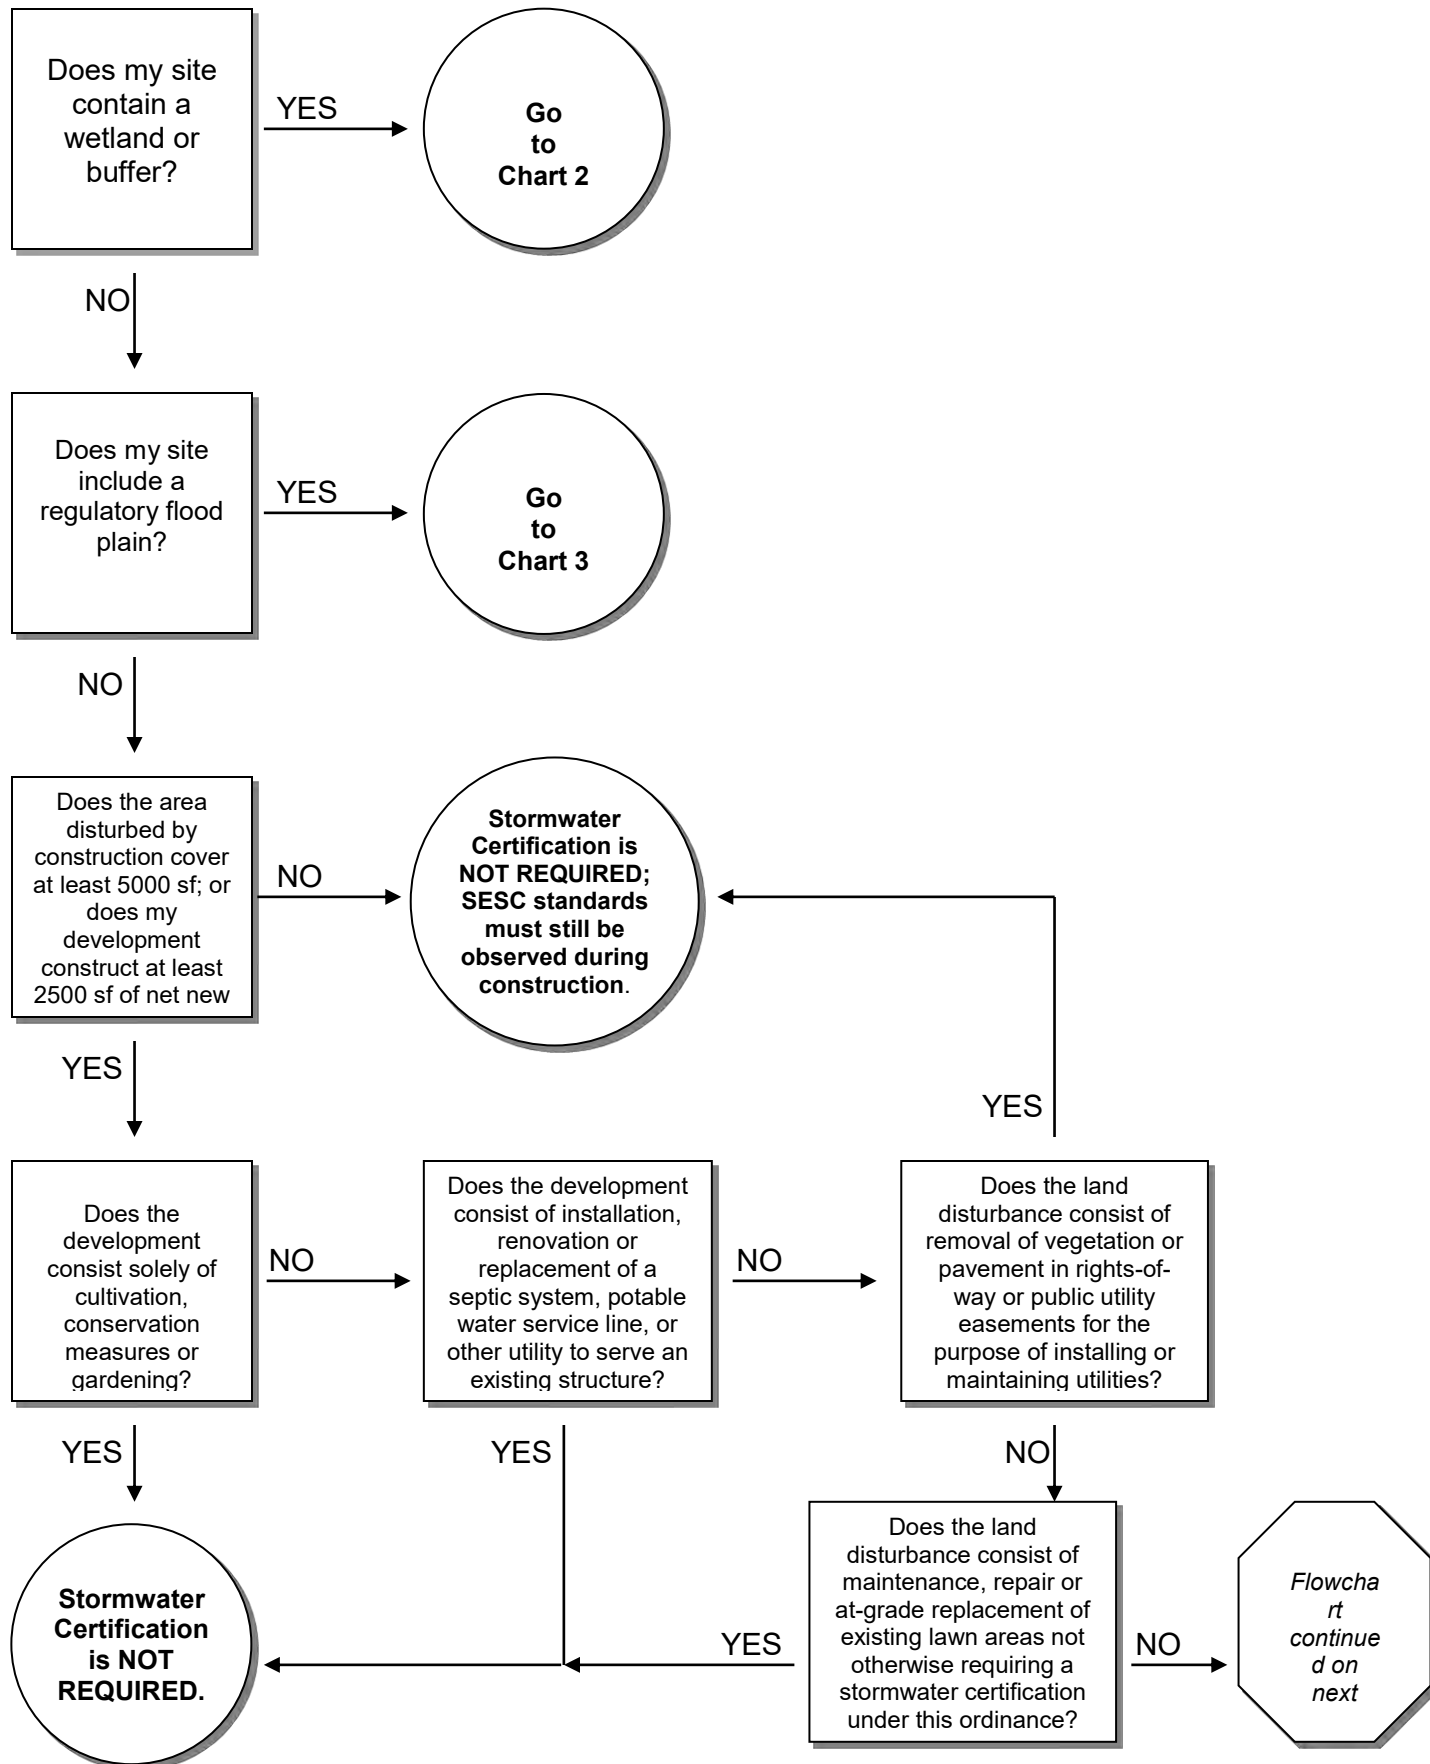 Does my site
contain a
wetland or
buffer?
YES
Go
to
Chart 2
NO
Does my site
include a
regulatory flood
plain?
YES
Go
to
Chart 3
NO
Does the area
disturbed by
construction cover
at least 5000 sf; or
does my
development
construct at least
2500 sf of net new
NO
Stormwater
Certification is
NOT REQUIRED;
SESC standards
must still be
observed during
construction.
YES
YES
Does the
development
consist solely of
cultivation,
conservation
measures or
gardening?
NO
Does the development
consist of installation,
renovation or
replacement of a
septic system, potable
water service line, or
other utility to serve an
existing structure?
NO
Does the land
disturbance consist of
removal of vegetation or
pavement in rights-of-
way or public utility
easements for the
purpose of installing or
maintaining utilities?
YES
YES
NO
Stormwater
Certification
is NOT
REQUIRED.
YES
Does the land
disturbance consist of
maintenance, repair or
at-grade replacement of
existing lawn areas not
otherwise requiring a
stormwater certification
under this ordinance?
NO
Flowcha
rt
continue
d on
next